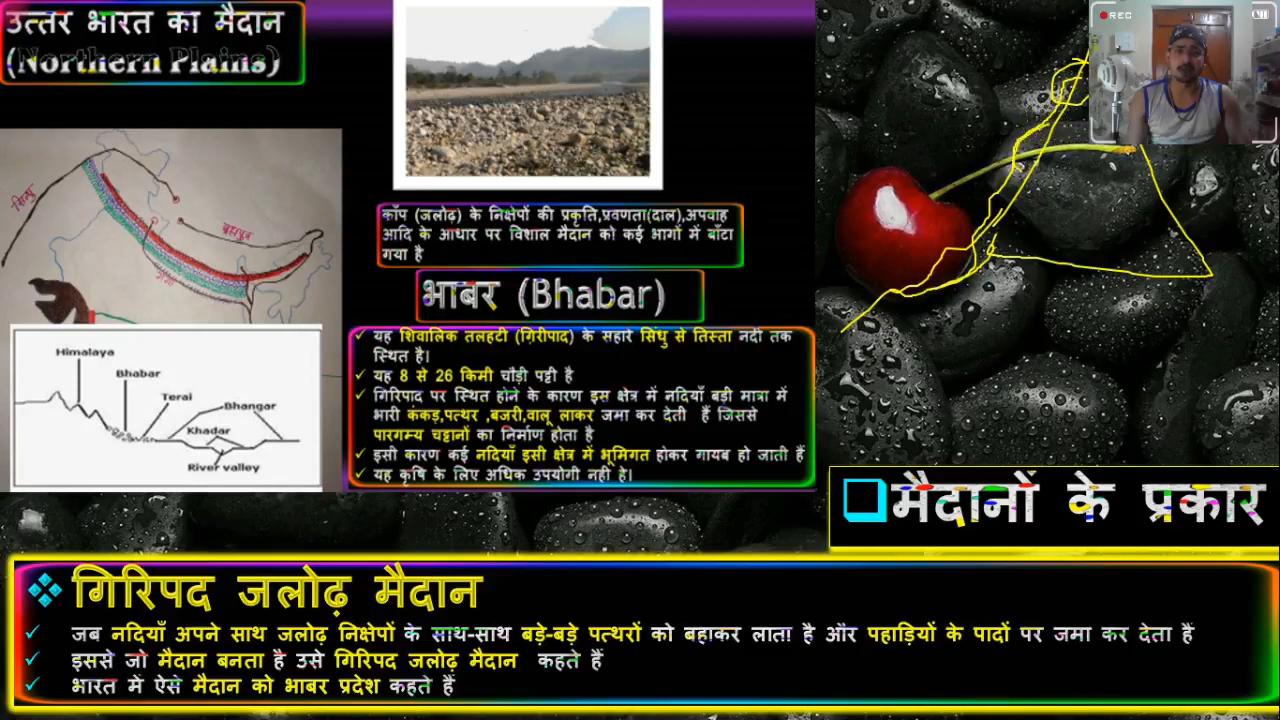 उत्तर भारत का मैदान
(Northern Plains)
सिन्धु
ब्रह्मपुत्र
गंगा
Himalaya
Bhabar
Terai
Bhangar
Khadar
River valley
काँप (जलोढ़) के निक्षेपों की प्रकृति,प्रवणता(दाल),अपवाह
आदि के आधार पर विशाल मैदान को कई भागों में बाँटा
गया है
भाबर (Bhabar)
✓ यह शिवालिक तलहटी (गिरीपाद) के सहारे सिंधु से तिस्ता नदी तक
स्थित है।
✓ यह 8 से 26 किमी चौड़ी पट्टी है
✓ गिरिपाद पर स्थित होने के कारण इस क्षेत्र में नदियाँ बड़ी मात्रा में
भारी कंकड़,पत्थर ,बजरी,वालू लाकर जमा कर देती हैं जिससे
पारगम्य चट्टानों का निर्माण होता है
✓ इसी कारण कई नदियाँ इसी क्षेत्र में भूमिगत होकर गायब हो जाती हैं
✓ यह कृषि के लिए अधिक उपयोगी नहीं हे।
REC
मैदानों के प्रकार
गिरिपद जलोढ़ मैदान
✓ जब नदियाँ अपने साथ जलोढ़ निक्षेपों के साथ-साथ बड़े-बड़े पत्थरों को बहाकर लाता है और पहाड़ियों के पादों पर जमा कर देता हैं
✓ इससे जो मैदान बनता है उसे गिरिपद जलोढ़ मैदान कहते हैं
✓ भारत में ऐसे मैदान को भाबर प्रदेश कहते हैं